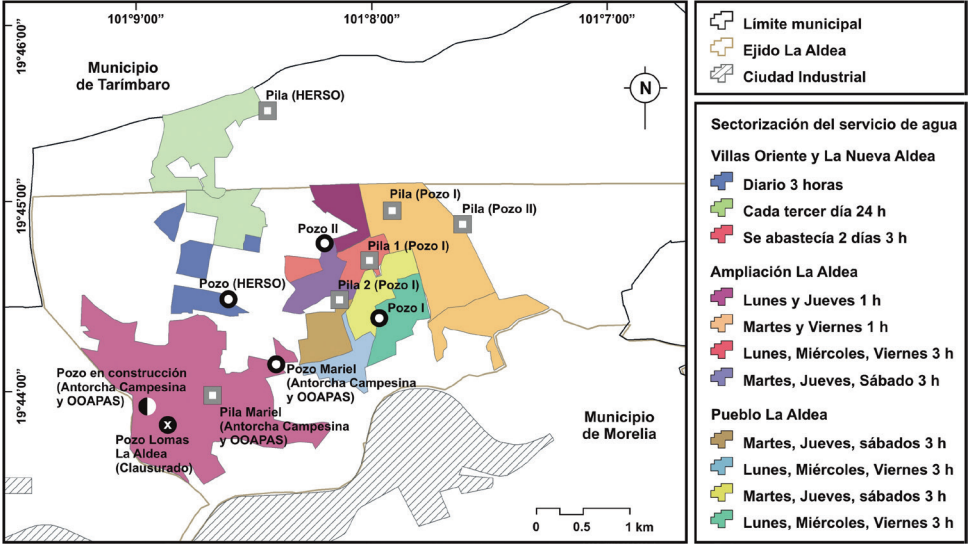 101°9'00"
101°8'00"
101°7'00"
19°46'00"
19°45'00"
19°44'00"
Municipio
de Tarímbaro
Pila (HERSO)
N
Pila (Pozo I)
Pila (Pozo II)
Pozo II
Pila 1 (Pozo I)
Pozo (HERSO)
Pila 2 (Pozo I)
Pozo I
Pozo en construcción
(Antorcha Campesina
y OOAPAS)
Pozo Mariel
(Antorcha Campesina
y OOAPAS)
Pila Mariel
(Antorcha Campesina
y OOAPAS)
x
Pozo Lomas
La Aldea
(Clausurado)
Municipio
de Morelia
0 0.5 1 km
Límite municipal
Ejido La Aldea
Ciudad Industrial
Sectorización del servicio de agua
Villas Oriente y La Nueva Aldea
Diario 3 horas
Cada tercer día 24 h
Se abastecía 2 días 3 h
Ampliación La Aldea
Lunes y Jueves 1 h
Martes y Viernes 1 h
Lunes, Miércoles, Viernes 3 h
Martes, Jueves, Sábado 3 h
Pueblo La Aldea
Martes, Jueves, sábados 3 h
Lunes, Miércoles, Viernes 3 h
Martes, Jueves, sábados 3 h
Lunes, Miércoles, Viernes 3 h